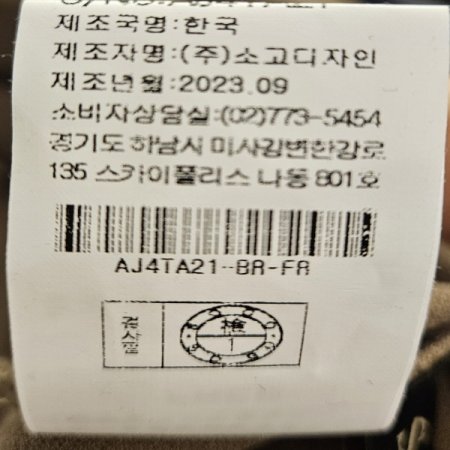 제조국명:한국
제조자명:(주)소고디자인
제조년월:2023.09
소비자상담실:(02)773-5454
경기도 하남시 미사강변한강로
135 스카이폴리스 나동 801호
AJ4TA21-BR-FR
검사필
檢
1